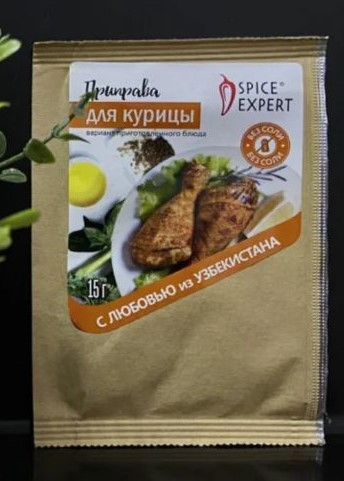 Приправа
для курицы
вариант приготовленного блюда
SPICE®
EXPERT
БЕЗ СОЛИ
БЕЗ СОЛИ
15 г
С ЛЮБОВЬЮ из УЗБЕКИСТАНА